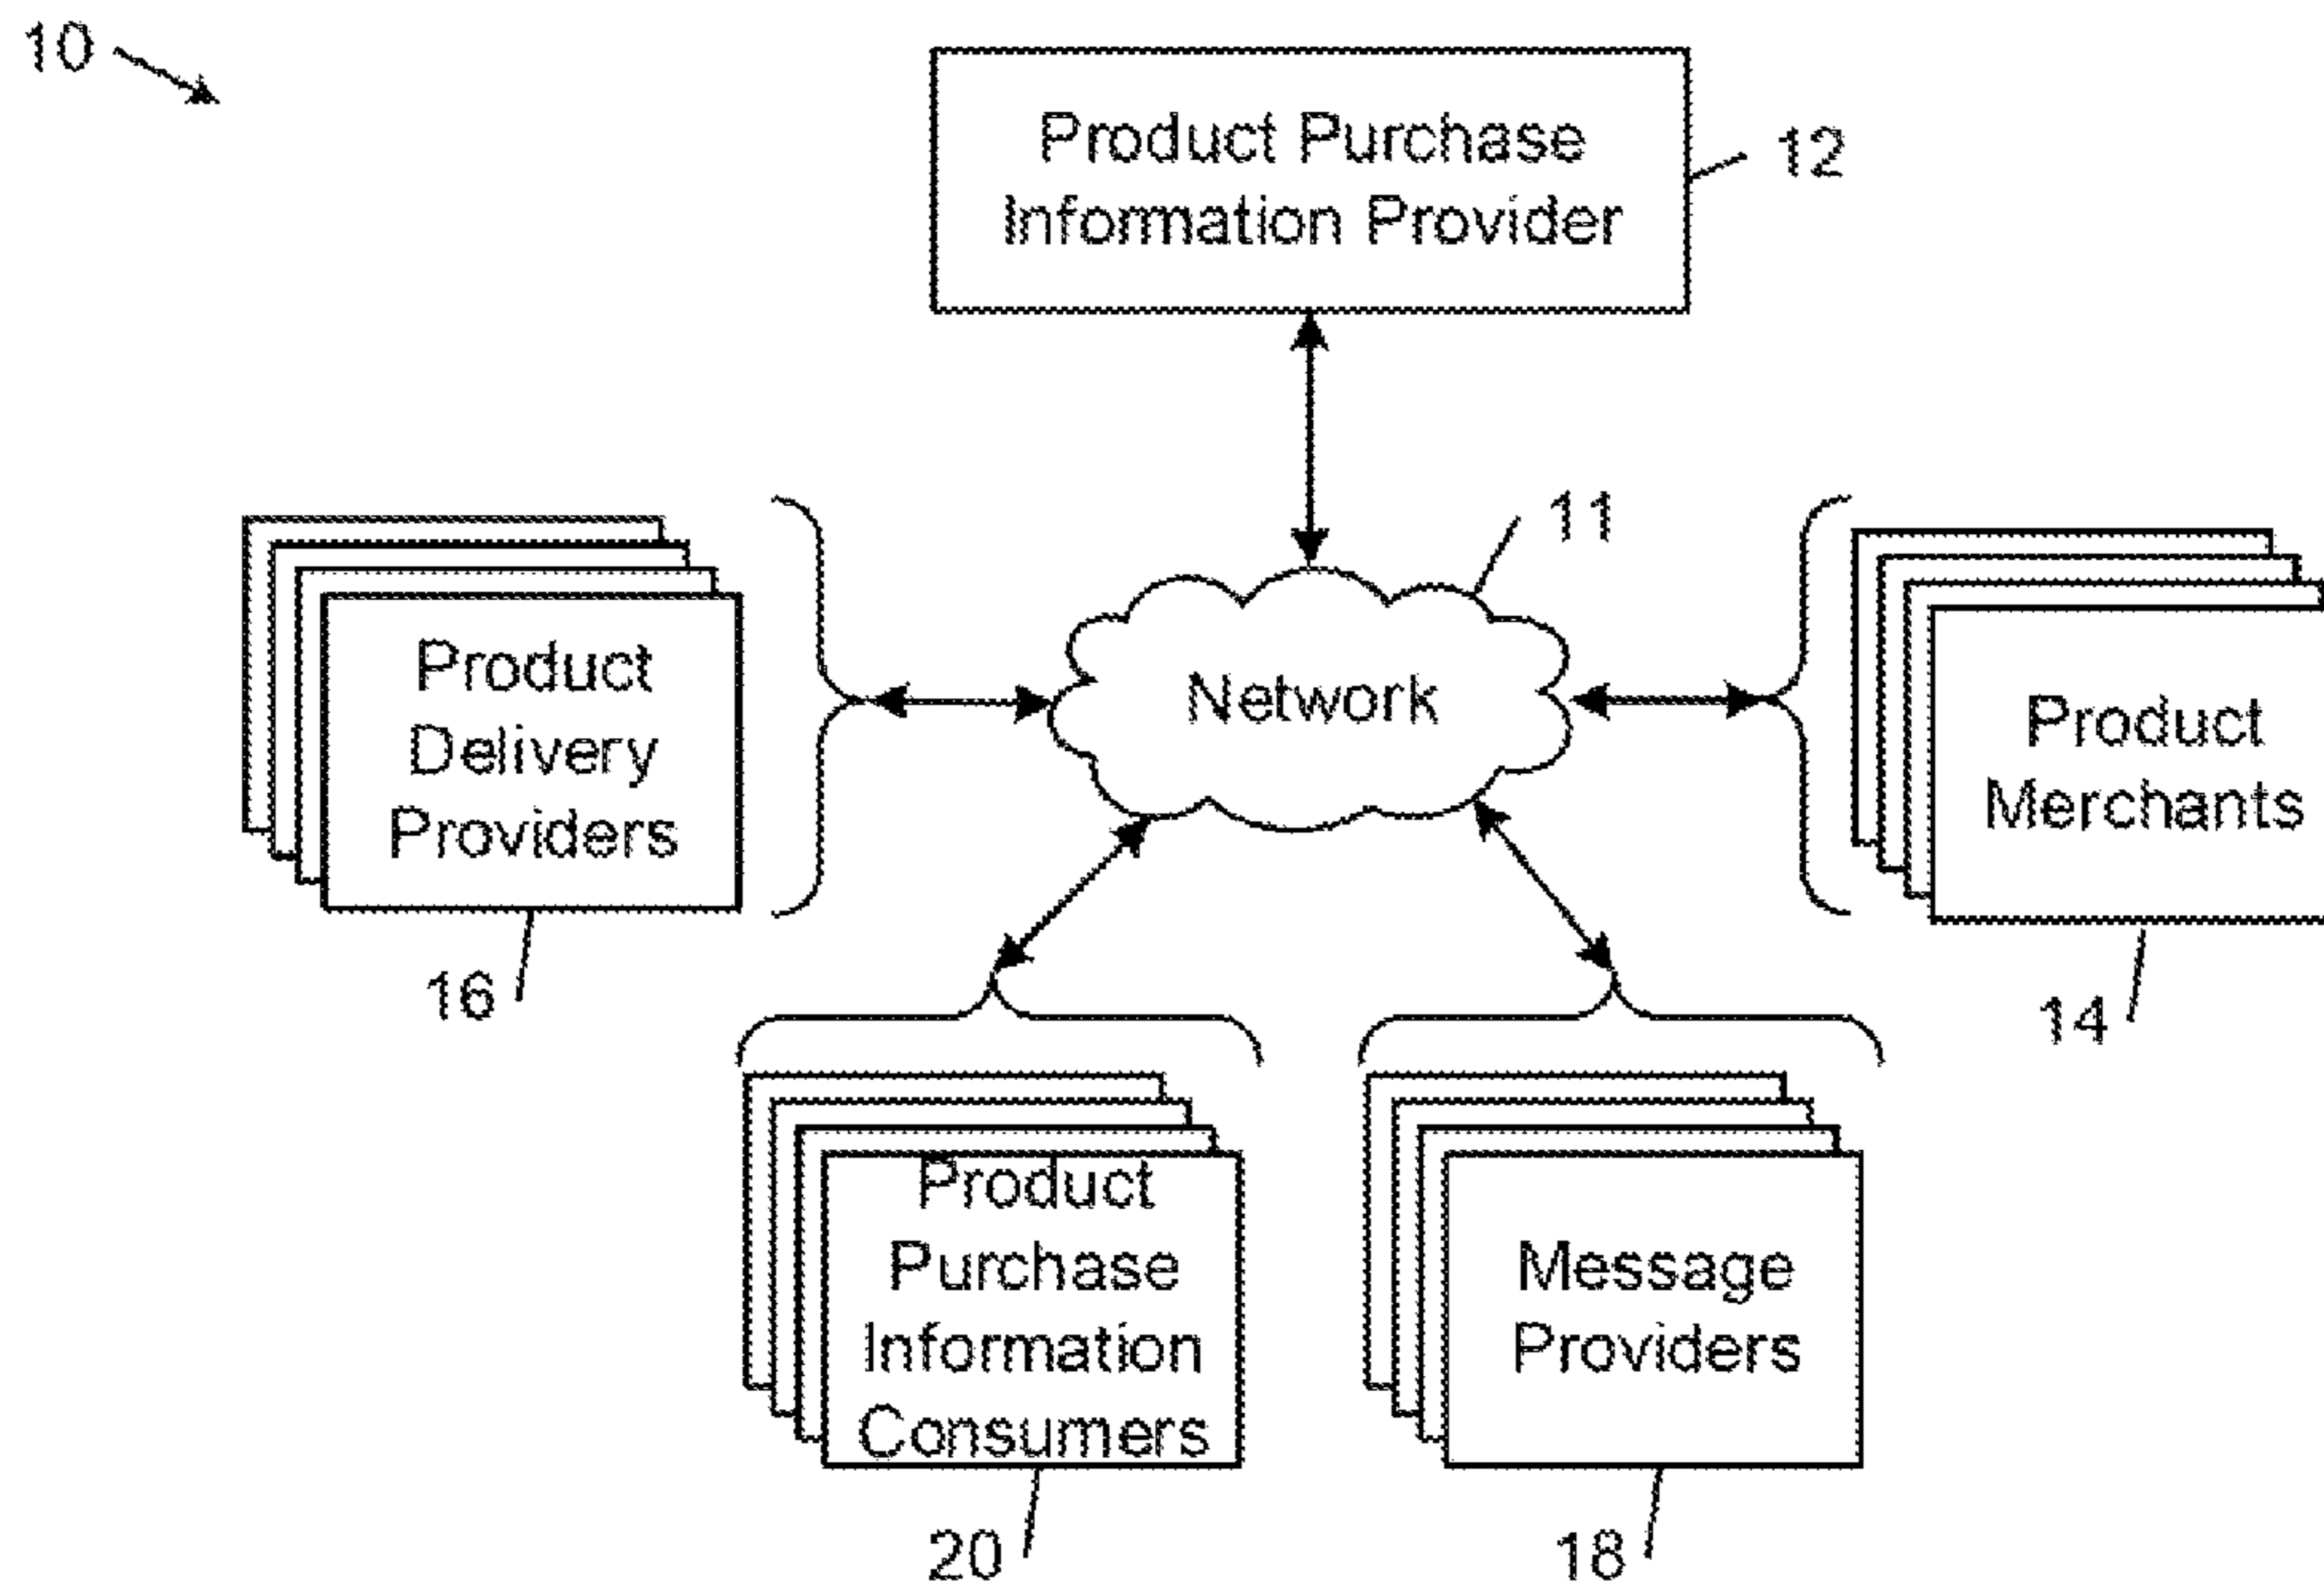 10
Product Purchase
Information Provider
12
11
Product
Delivery
Providers
16
Network
Product
Merchants
14
Product
Purchase
Information
Consumers
20
Message
Providers
18